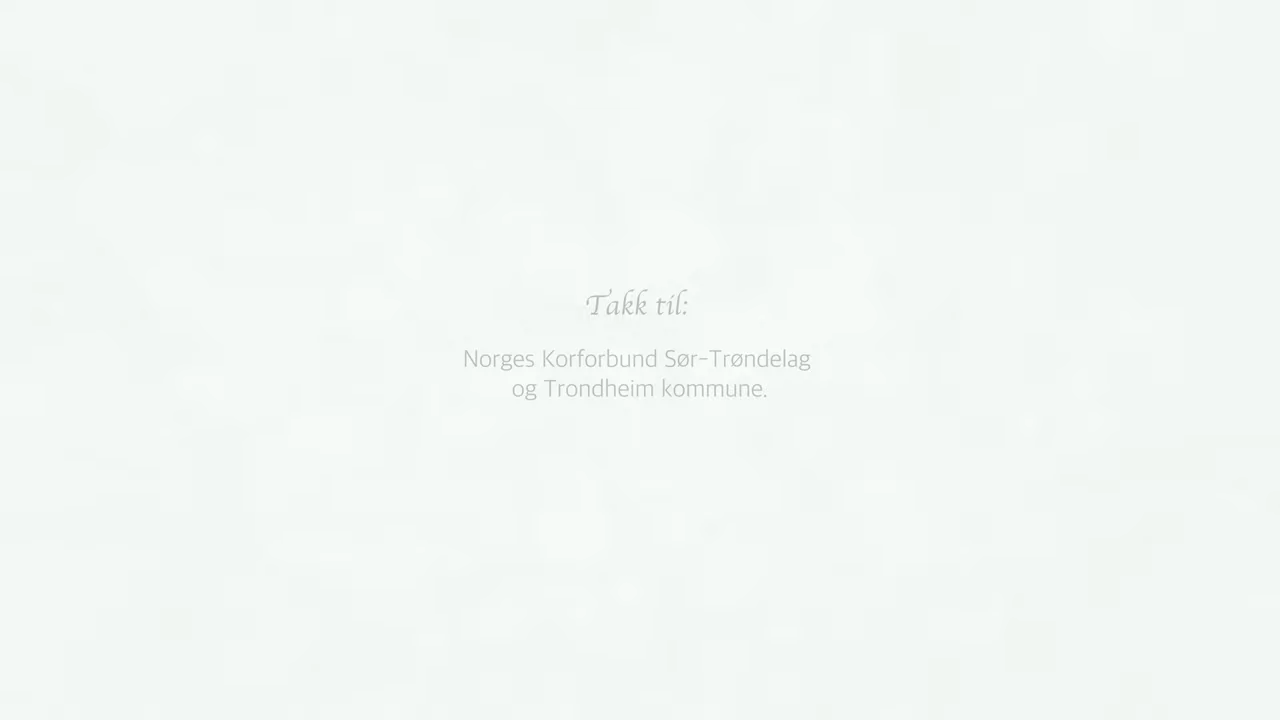 Takk til:
Norges Korforbund Sør-Trøndelag
og Trondheim kommune.